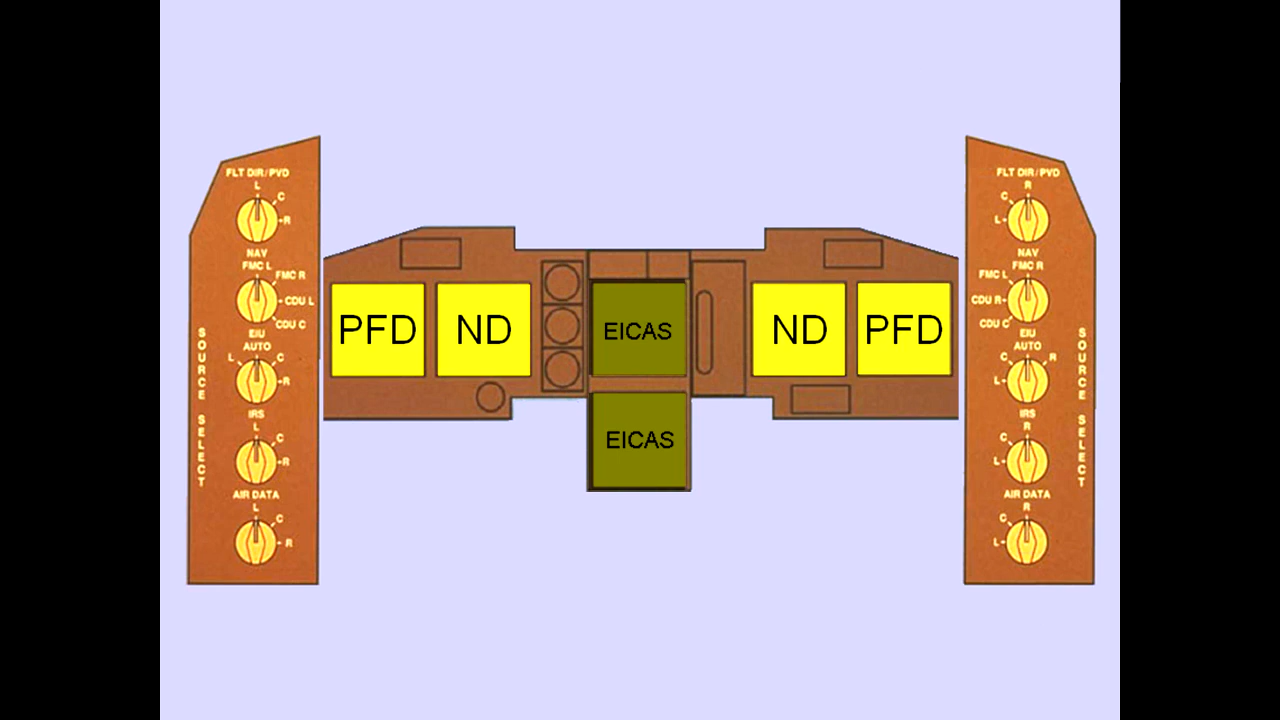 FLT DIR/PVD
L
C
R
NAV
FMC L
FMC R
CDU L
CDU C
EIU
AUTO
L
C
R
IRS
L
C
R
AIR DATA
L
C
R
SOURCE SELECT
PFD
ND
EICAS
EICAS
ND
PFD
FLT DIR/PVD
R
C
L
NAV
FMC R
FMC L
CDU R
CDU C
EIU
AUTO
C
R
L
IRS
R
C
L
AIR DATA
R
C
L
SOURCE SELECT